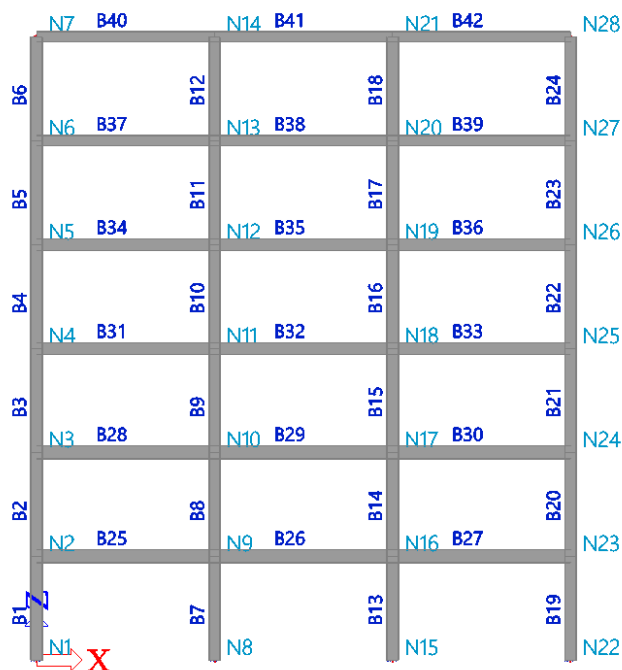 N7 B40 N14 B41 N21 B42 N28
B6 B12 B18 B24
N6 B37 N13 B38 N20 B39 N27
B5 B11 B17 B23
N5 B34 N12 B35 N19 B36 N26
B4 B10 B16 B22
N4 B31 N11 B32 N18 B33 N25
B3 B9 B15 B21
N3 B28 N10 B29 N17 B30 N24
B2 B8 B14 B20
N2 B25 N9 B26 N16 B27 N23
B1 Z B7 B13 B19
N1 X N8 N15 N22